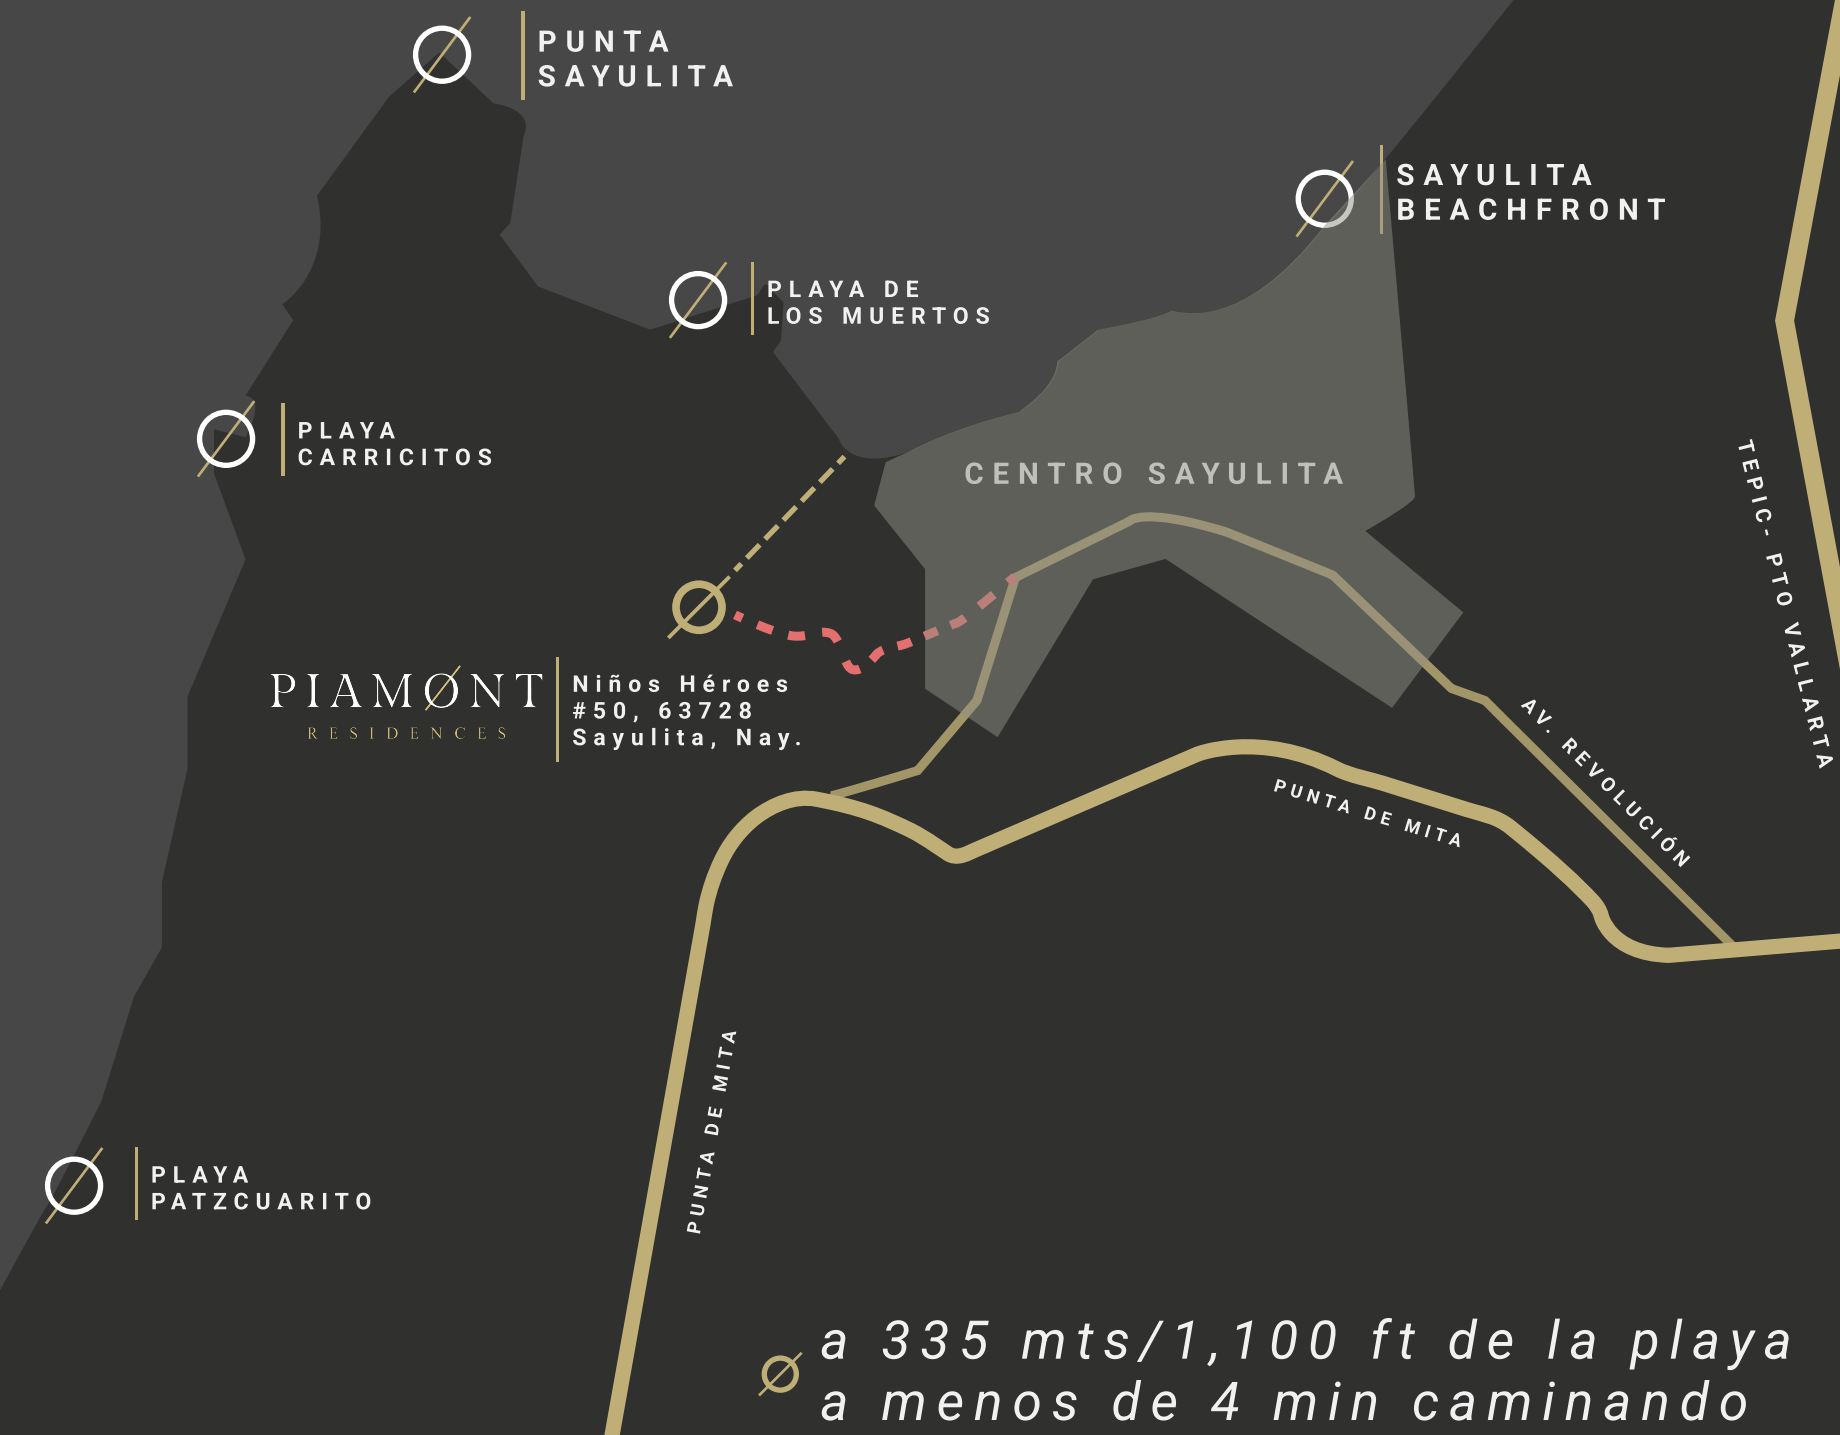 PUNTA
SAYULITA
SAYULITA
BEACHFRONT
PLAYA DE
LOS MUERTOS
PLAYA
CARRICITOS
CENTRO SAYULITA
TEPIC- PTO VALLARTA
PIAMONT
RESIDENCES
Niños Héroes
#50, 63728
Sayulita, Nay.
AV. REVOLUCIÓN
PUNTA DE MITA
PUNTA DE MITA
PLAYA
PATZCUARITO
a 335 mts/1,100 ft de la playa
a menos de 4 min caminando